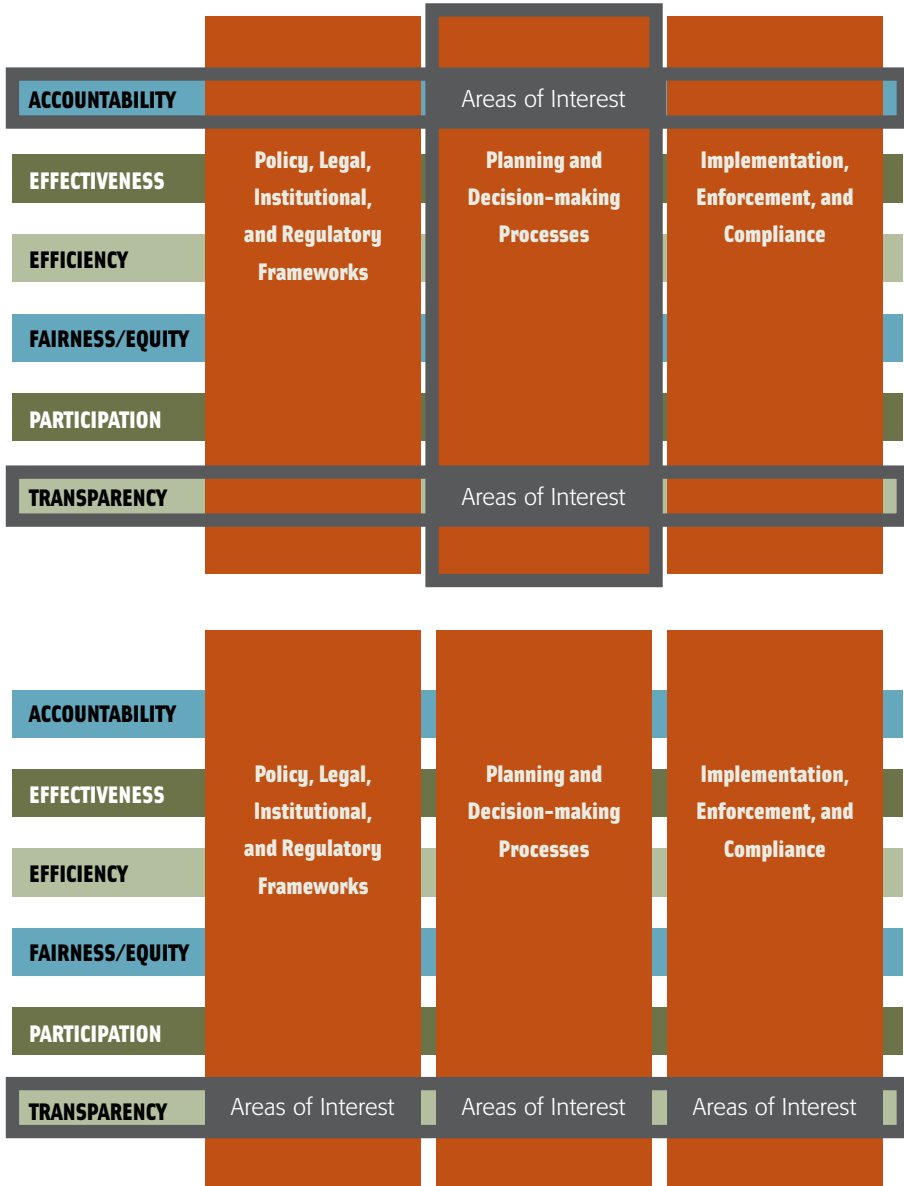 ACCOUNTABILITY Areas of Interest
EFFECTIVENESS
EFFICIENCY
FAIRNESS/EQUITY
PARTICIPATION
TRANSPARENCY Areas of Interest
Policy, Legal,
Institutional,
and Regulatory
Frameworks
Planning and
Decision-making
Processes
Implementation,
Enforcement, and
Compliance
ACCOUNTABILITY
EFFECTIVENESS
EFFICIENCY
FAIRNESS/EQUITY
PARTICIPATION
Policy, Legal,
Institutional,
and Regulatory
Frameworks
Planning and
Decision-making
Processes
Implementation,
Enforcement, and
Compliance
TRANSPARENCY Areas of Interest Areas of Interest Areas of Interest